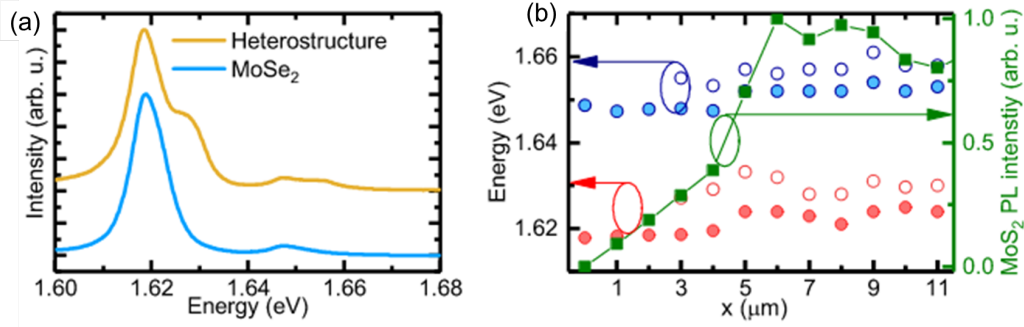 (a)
Intensity (arb. u.)
Heterostructure
MoSe2
1.60 1.62 1.64 1.66 1.68
Energy (eV)
(b)
Energy (eV)
1.66
1.64
1.62
1 3 5 7 9 11
x (μm)
1.0
0.5
0.0
MoS2 PL intenstiy (arb. u.)